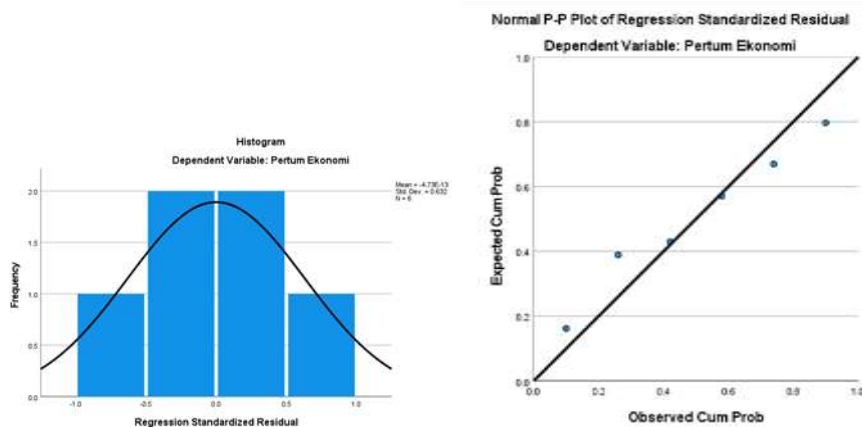 Histogram
Dependent Variable: Pertum Ekonomi
Mean = -4.73E-13
Std. Dev. = 0.632
N = 6
Frequency
2.0
1.5
1.0
0.5
0.0
-1.0
-0.5
0.0
0.5
1.0
Regression Standardized Residual
Normal P-P Plot of Regression Standardized Residual
Dependent Variable: Pertum Ekonomi
Expected Cum Prob
1.0
0.8
0.6
0.4
0.2
0.0
0.0
0.2
0.4
0.6
0.8
1.0
Observed Cum Prob